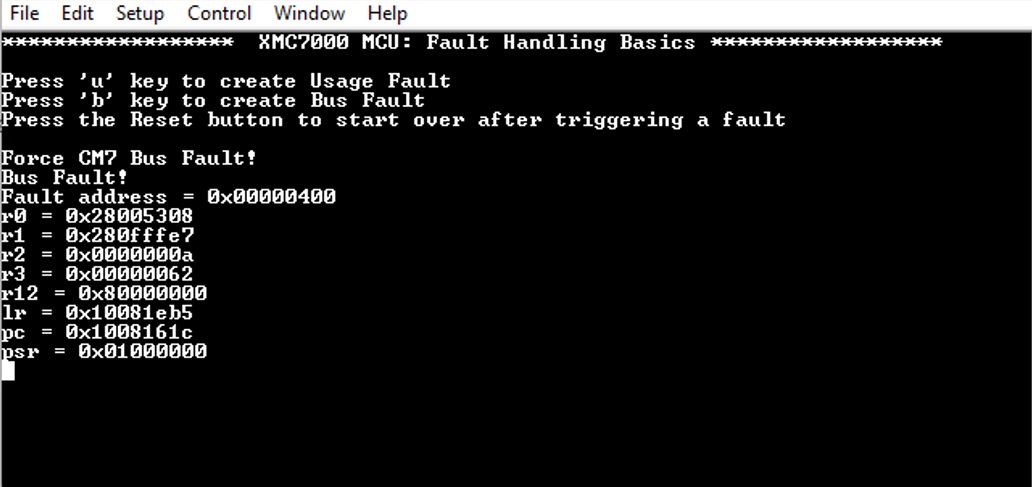 File Edit Setup Control Window Help
****************** XMC7000 MCU: Fault Handling Basics ******************
Press 'u' key to create Usage Fault
Press 'b' key to create Bus Fault
Press the Reset button to start over after triggering a fault
Force CM7 Bus Fault!
Bus Fault!
Fault address = 0x00000400
r0 = 0x28005308
r1 = 0x280fffe7
r2 = 0x0000000a
r3 = 0x00000062
r12 = 0x80000000
lr = 0x10081eb5
pc = 0x1008161c
psr = 0x01000000